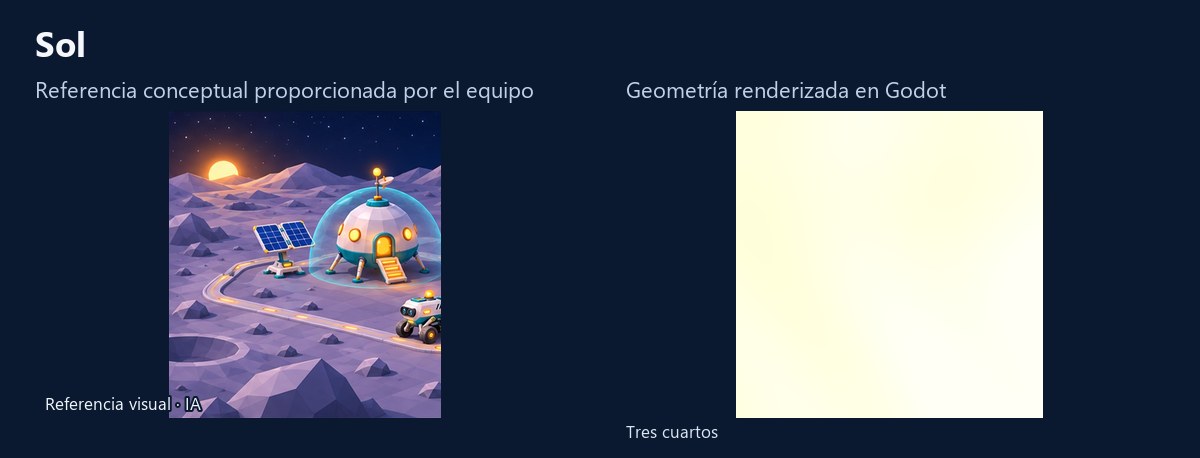 Sol
Referencia conceptual proporcionada por el equipo
Geometría renderizada en Godot
Referencia visual · IA
Tres cuartos